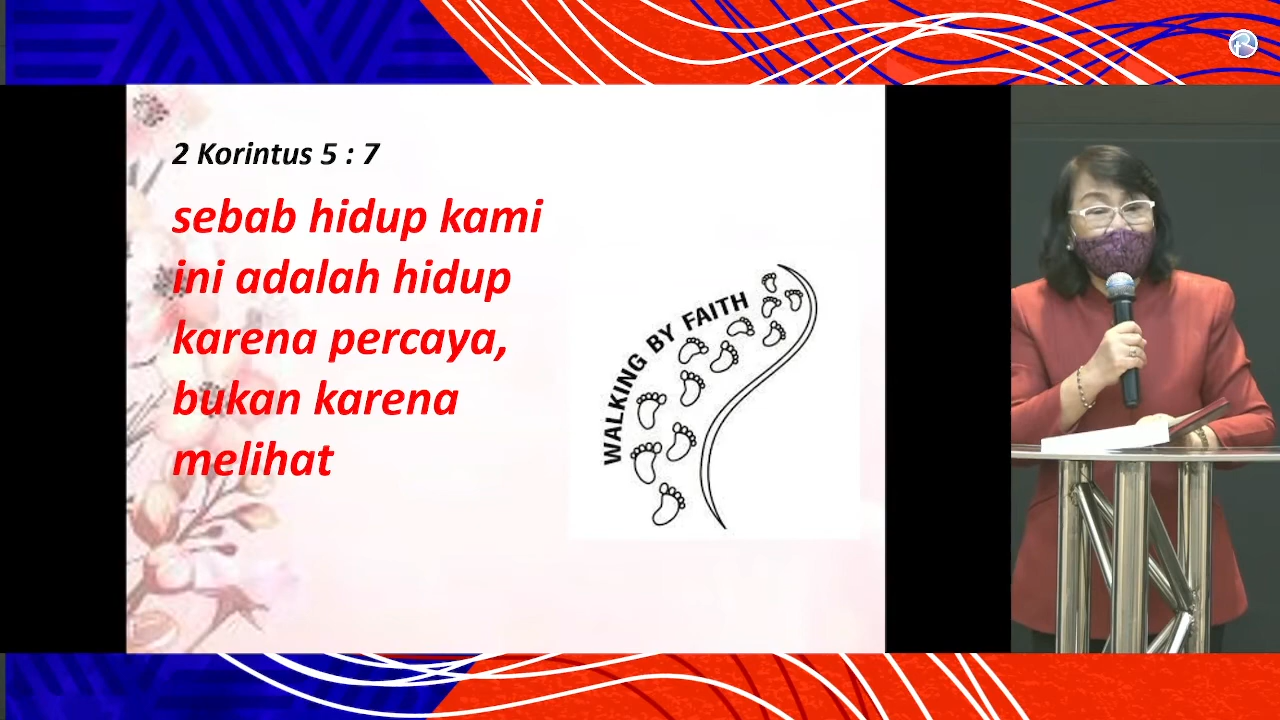 2 Korintus 5 : 7
sebab hidup kami
ini adalah hidup
karena percaya,
bukan karena
melihat
WALKING BY FAITH